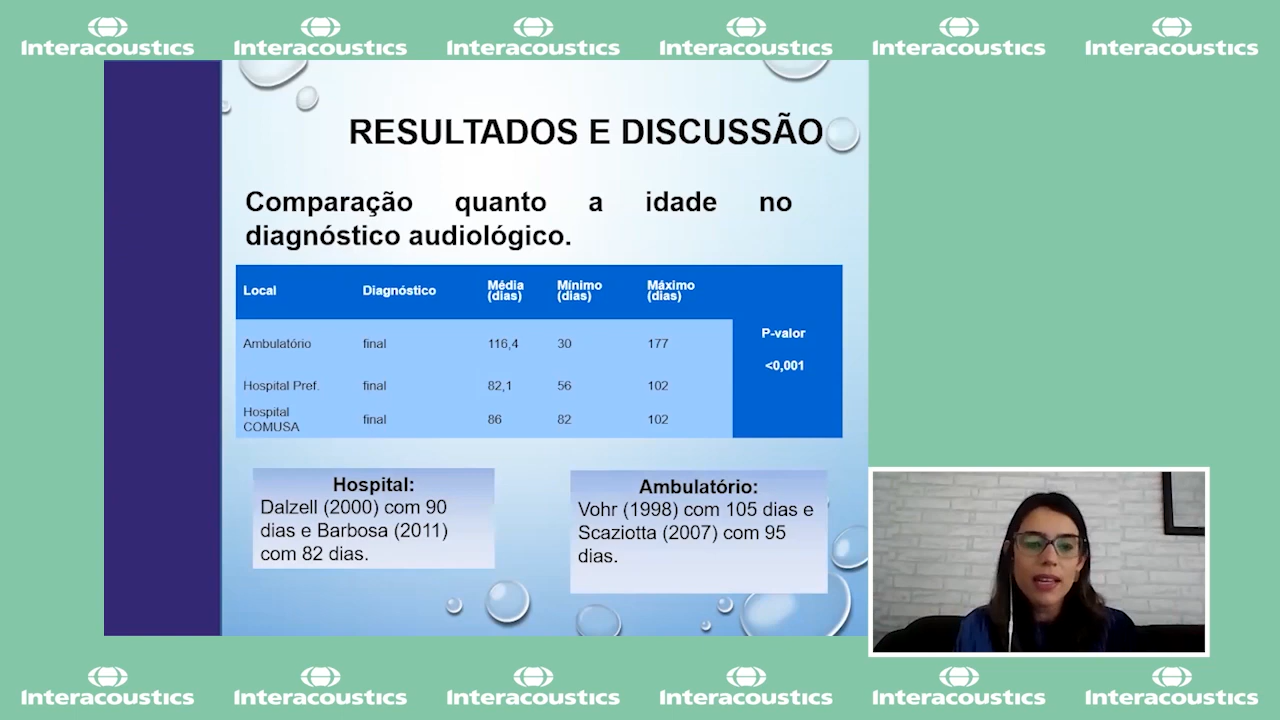 Interacoustics Interacoustics Interacoustics Interacoustics Interacoustics Interacoustics
RESULTADOS E DISCUSSÃO
Comparação quanto a idade no
diagnóstico audiológico.
Local Diagnóstico Média (dias) Mínimo (dias) Máximo (dias)
P-valor
<0,001
Ambulatório final 116,4 30 177
Hospital Pref. final 82,1 56 102
Hospital COMUSA final 86 82 102
Hospital:
Dalzell (2000) com 90
dias e Barbosa (2011)
com 82 dias.
Ambulatório:
Vohr (1998) com 105 dias e
Scaziotta (2007) com 95
dias.
Interacoustics Interacoustics Interacoustics Interacoustics Interacoustics Interacoustics